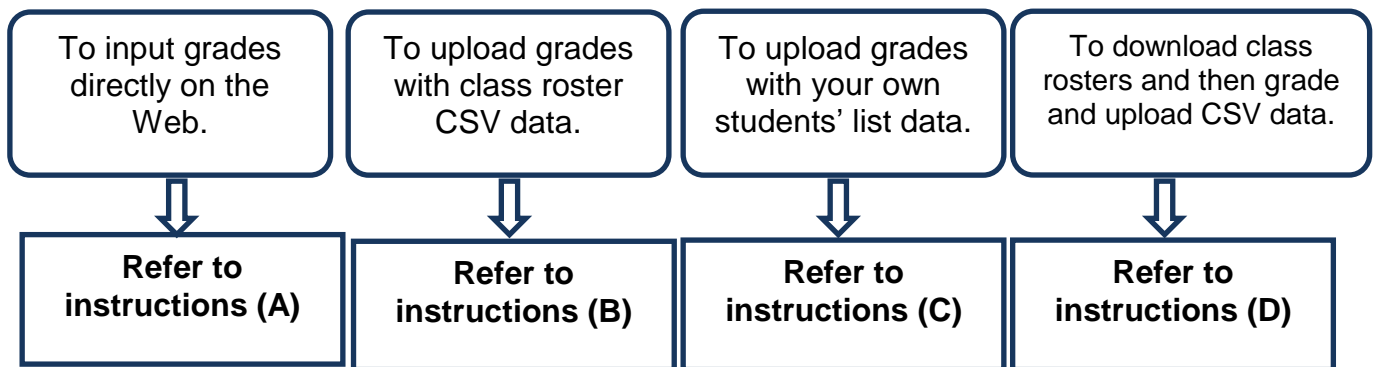 To input grades
directly on the
Web.
To upload grades
with class roster
CSV data.
To upload grades
with your own
students’ list data.
To download class
rosters and then grade
and upload CSV data.
Refer to
instructions (A)
Refer to
instructions (B)
Refer to
instructions (C)
Refer to
instructions (D)